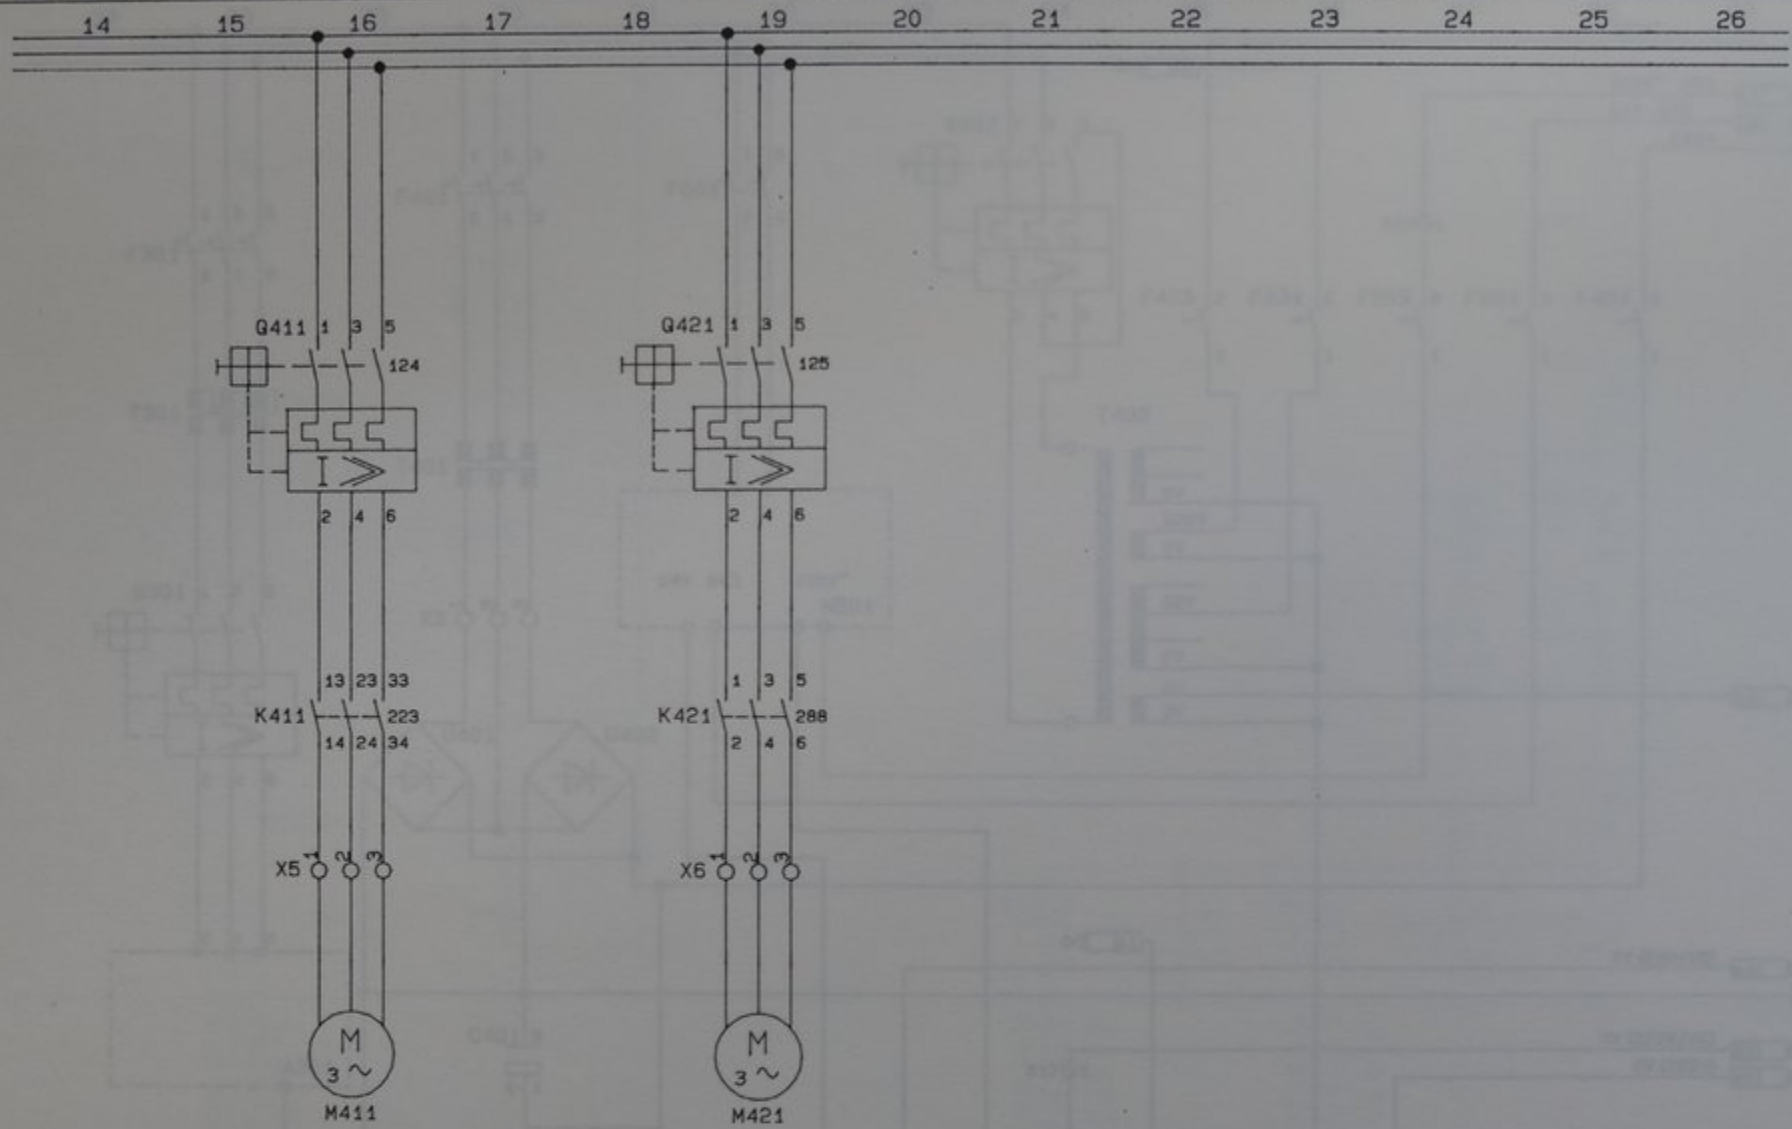 14 15 16 17 18 19 20 21 22 23 24 25 26
Q411 1 3 5 Q421 1 3 5
124 125
I I
2 4 6 2 4 6
13 23 33 1 3 5
K411 223 K421 288
14 24 34 2 4 6
X5 1 2 3 X6 1 2 3
M M
3 ~ 3 ~
M411 M421